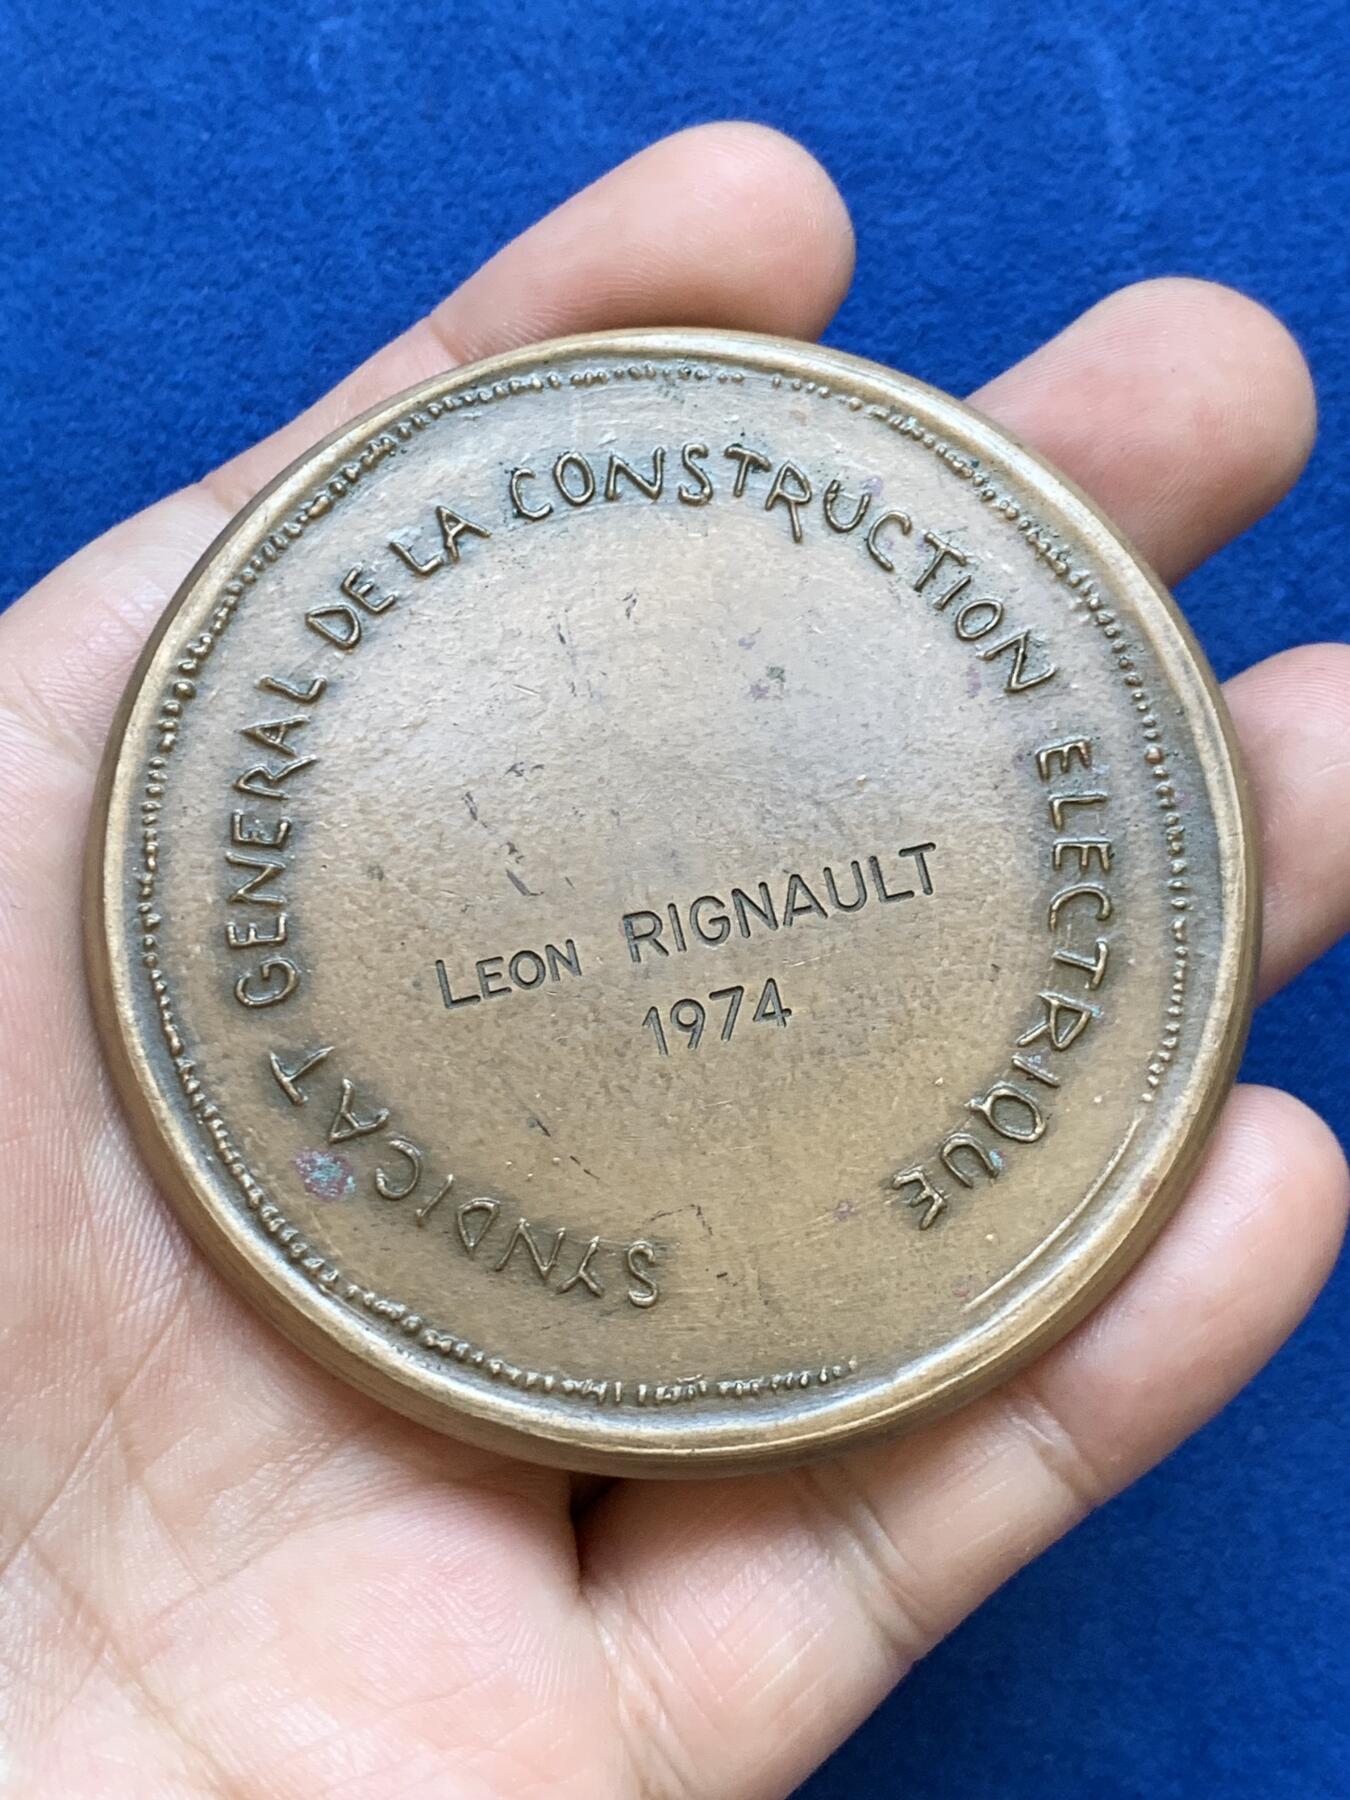 SYNDICAT GENERAL DE LA CONSTRUCTION ELECTRIQUE
LEON RIGNAULT
1974